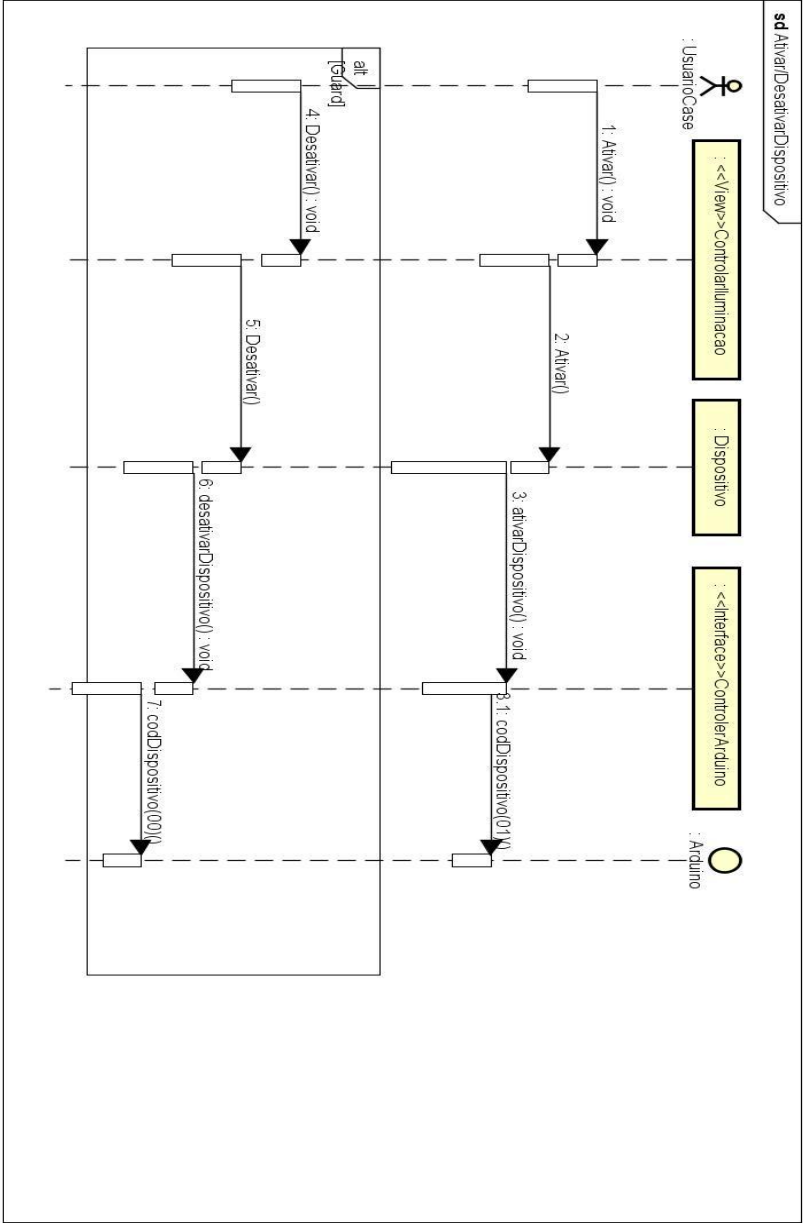 sd Ativar/DesativarDispositivo
: UsuarioCase
: <<View>>ControlarIluminacao
: Dispositivo
: <<Interface>>ControlerArduino
: Arduino
1: Ativar() : void
2: Ativar()
3: ativarDispositivo() : void
3.1: codDispositivo(01)()
alt
[Guard]
4: Desativar() : void
5: Desativar()
6: desativarDispositivo() : void
7: codDispositivo(00)()